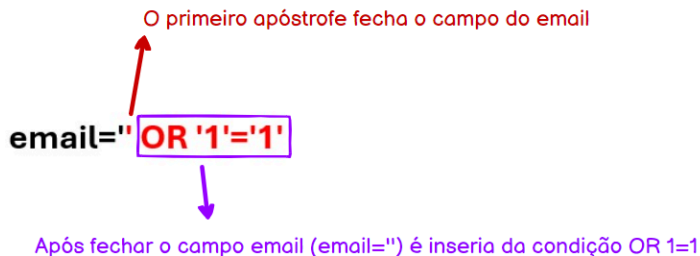 O primeiro apóstrofe fecha o campo do email
email='' OR '1'='1'
Após fechar o campo email (email='') é inseria da condição OR 1=1